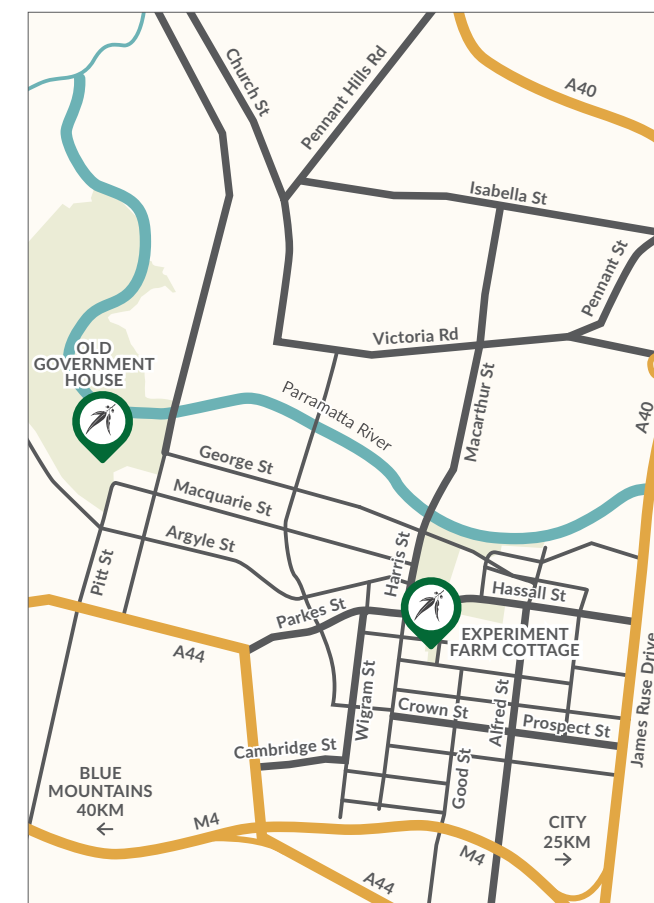 Church St
Pennant Hills Rd
A40
Isabella St
Pennant St
Victoria Rd
OLD
GOVERNMENT
HOUSE
Parramatta River
Macarthur St
A40
George St
Macquarie St
Argyle St
Pitt St
Harris St
Hassall St
Parkes St
EXPERIMENT
FARM COTTAGE
A44
Wigram St
Crown St
Alfred St
Prospect St
James Ruse Drive
Cambridge St
Good St
BLUE
MOUNTAINS
40KM
M4
CITY
25KM
M4
A44